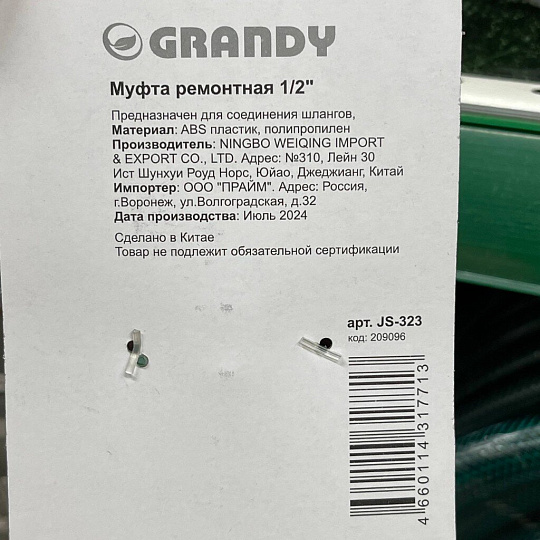 GRANDY
Муфта ремонтная 1/2"
Предназначен для соединения шлангов,
Материал: ABS пластик, полипропилен
Производитель: NINGBO WEIQING IMPORT
& EXPORT CO., LTD. Адрес: №310, Лейн 30
Ист Шунхуи Роуд Норс, Юйао, Джеджианг, Китай
Импортер: ООО "ПРАЙМ". Адрес: Россия,
г.Воронеж, ул.Волгоградская, д.32
Дата производства: Июль 2024
Сделано в Китае
Товар не подлежит обязательной сертификации
арт. JS-323
код: 209096
4 660114 317713